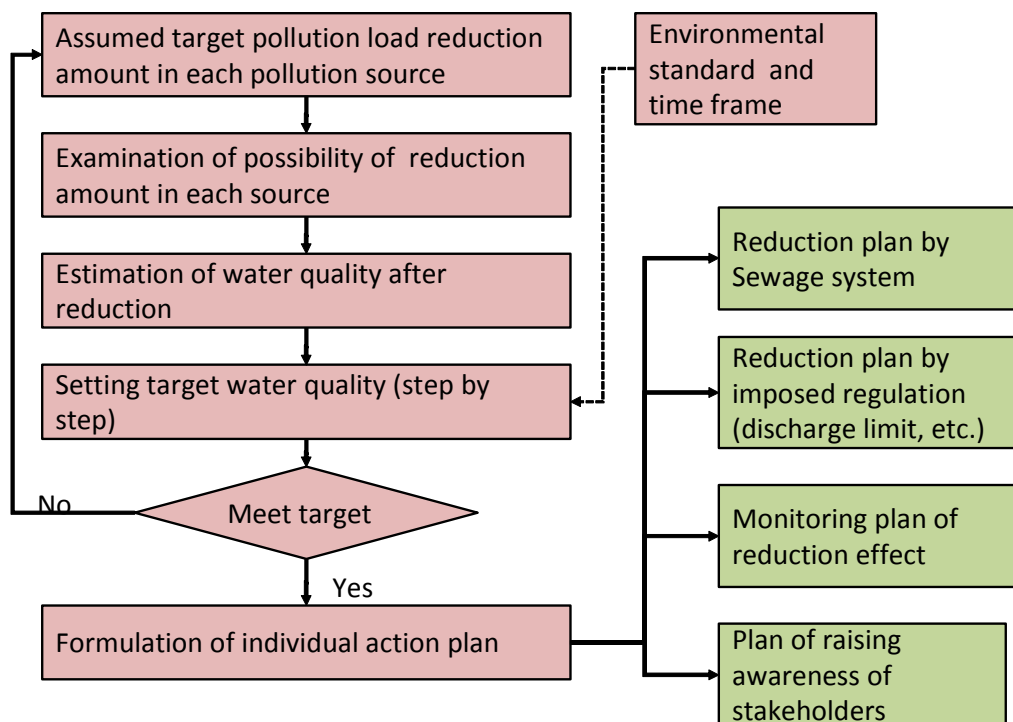 Assumed target pollution load reduction
amount in each pollution source
Environmental
standard and
time frame
Examination of possibility of reduction
amount in each source
Estimation of water quality after
reduction
Setting target water quality (step by
step)
No
Meet target
Yes
Formulation of individual action plan
Reduction plan by
Sewage system
Reduction plan by
imposed regulation
(discharge limit, etc.)
Monitoring plan of
reduction effect
Plan of raising
awareness of
stakeholders